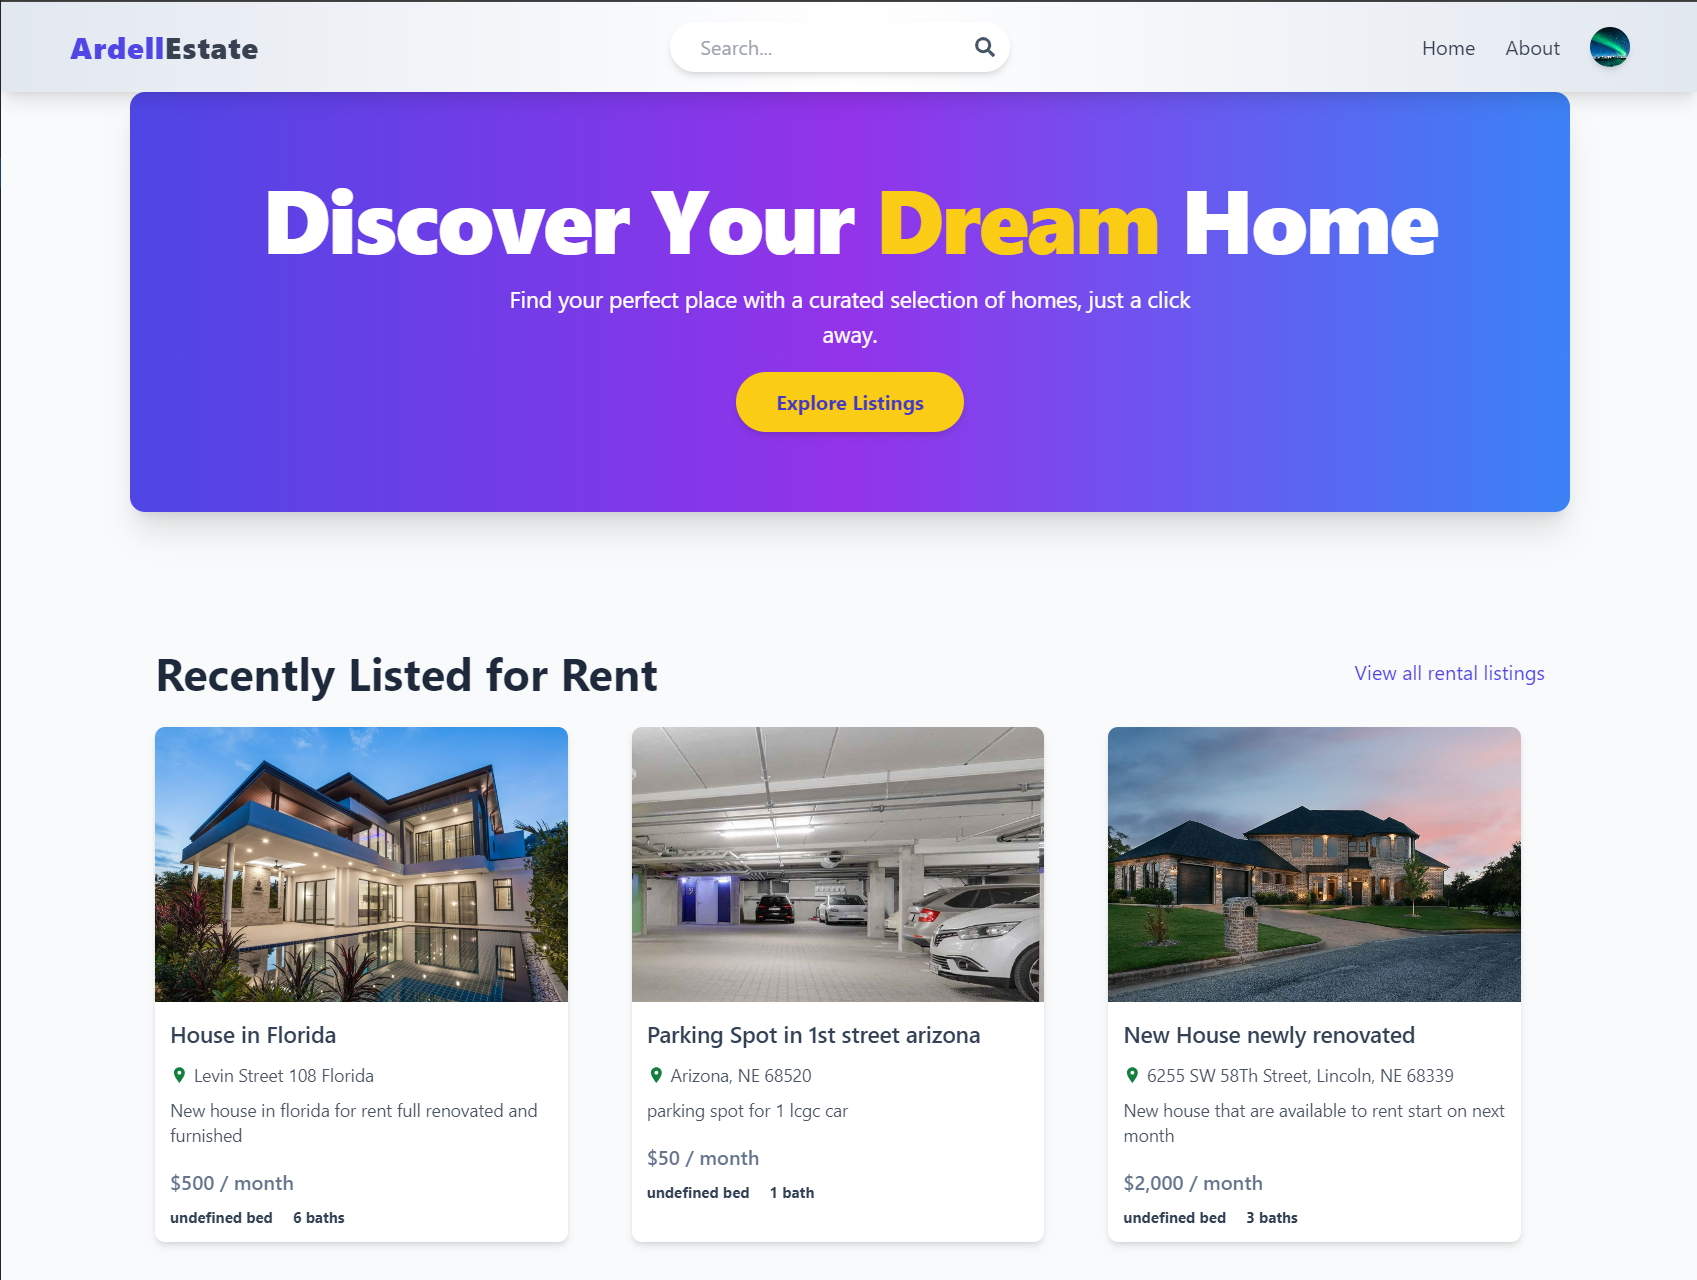 ArdellEstate
Search...
Home
About
Discover Your Dream Home
Find your perfect place with a curated selection of homes, just a click
away.
Explore Listings
Recently Listed for Rent
View all rental listings
House in Florida
Levin Street 108 Florida
New house in florida for rent full renovated and
furnished
$500 / month
undefined bed 6 baths
Parking Spot in 1st street arizona
Arizona, NE 68520
parking spot for 1 lcgc car
$50 / month
undefined bed 1 bath
New House newly renovated
6255 SW 58Th Street, Lincoln, NE 68339
New house that are available to rent start on next
month
$2,000 / month
undefined bed 3 baths